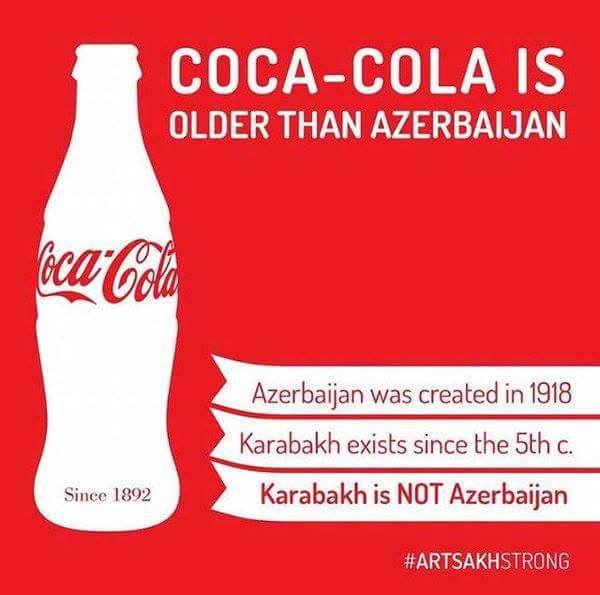 COCA-COLA IS
OLDER THAN AZERBAIJAN
Coca-Cola
Azerbaijan was created in 1918
Karabakh exists since the 5th c.
Karabakh is NOT Azerbaijan
Since 1892
#ARTSAKHSTRONG